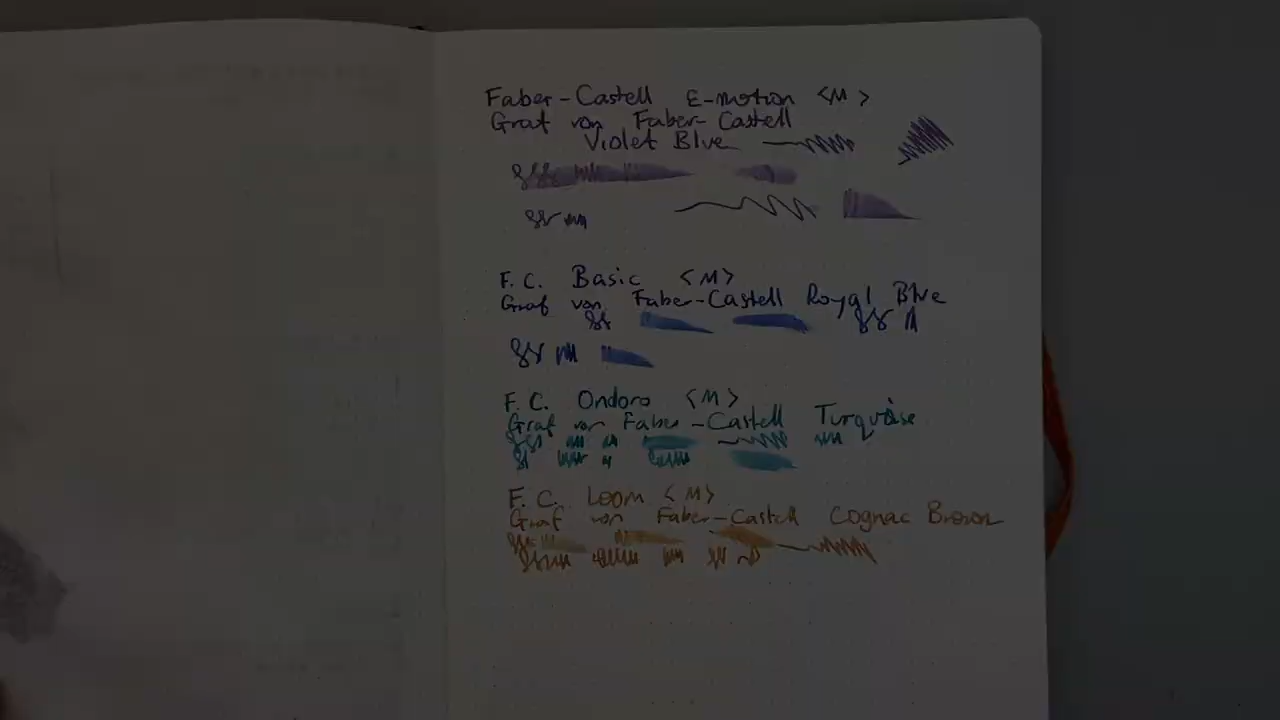 Faber-Castell E-motion <M>
Graf von Faber-Castell
Violet Blue
F.C. Basic <M>
Graf von Faber-Castell Royal Blue
F.C. Ondoro <M>
Graf von Faber-Castell Turquoise
F.C. Loom <M>
Graf von Faber-Castell Cognac Brown